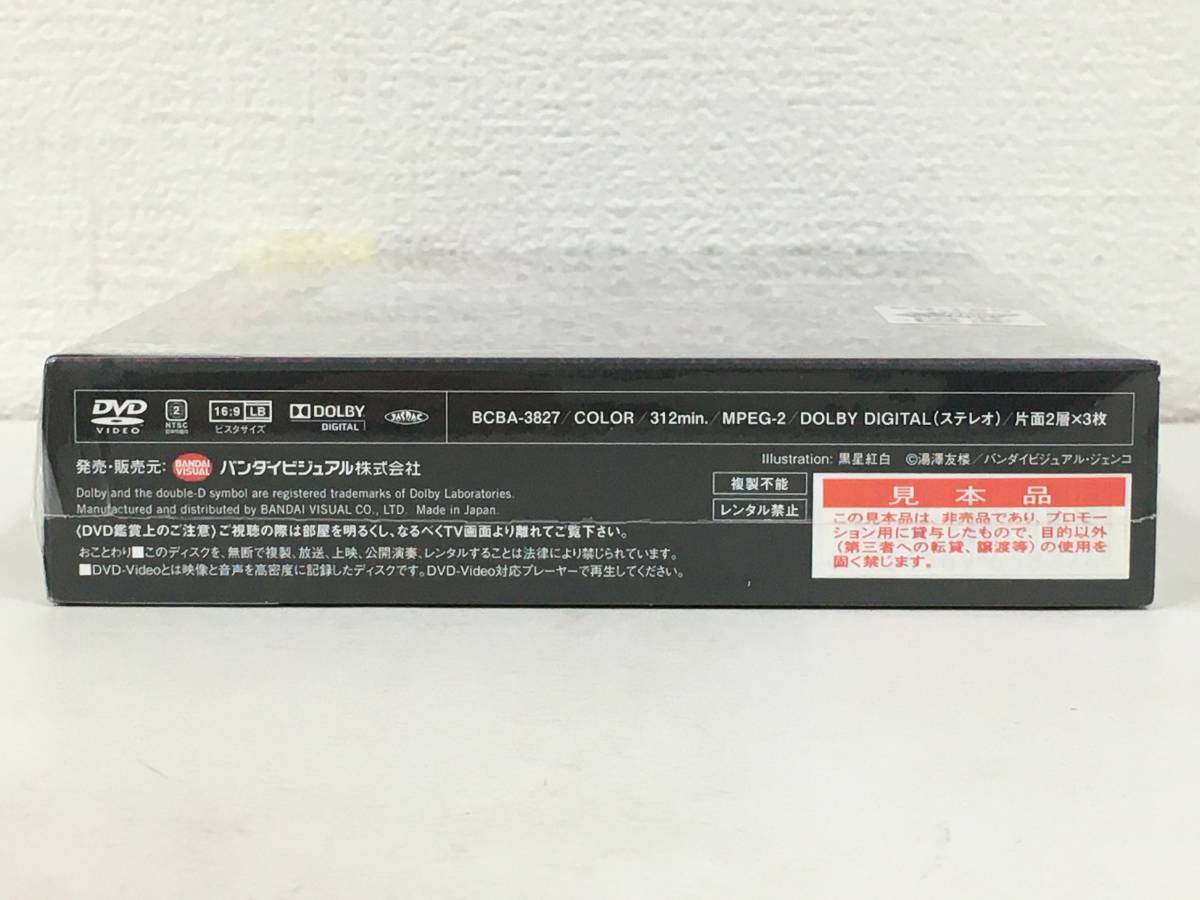 DVD VIDEO
2 NTSC 日本市場向
16:9 LB ビスタサイズ
DOLBY DIGITAL
JASRAC
BCBA-3827/COLOR/312min./MPEG-2/DOLBY DIGITAL(ステレオ)/片面2層×3枚
発売・販売元: BANDAI VISUAL バンダイビジュアル株式会社
Illustration: 黒星紅白 ©湯澤友楼/バンダイビジュアル・ジェンコ
Dolby and the double-D symbol are registered trademarks of Dolby Laboratories.
Manufactured and distributed by BANDAI VISUAL CO., LTD. Made in Japan.
複製不能
レンタル禁止
〈DVD鑑賞上のご注意〉ご視聴の際は部屋を明るくし、なるべくTV画面より離れてご覧下さい。
おことわり■このディスクを、無断で複製、放送、上映、公開演奏、レンタルすることは法律により禁じられています。
■DVD-Videoとは映像と音声を高密度に記録したディスクです。DVD-Video対応プレーヤーで再生してください。
見本品
この見本品は、非売品であり、プロモー
ション用に貸与したもので、目的以外
(第三者への転貸、譲渡等)の使用を
固く禁じます。